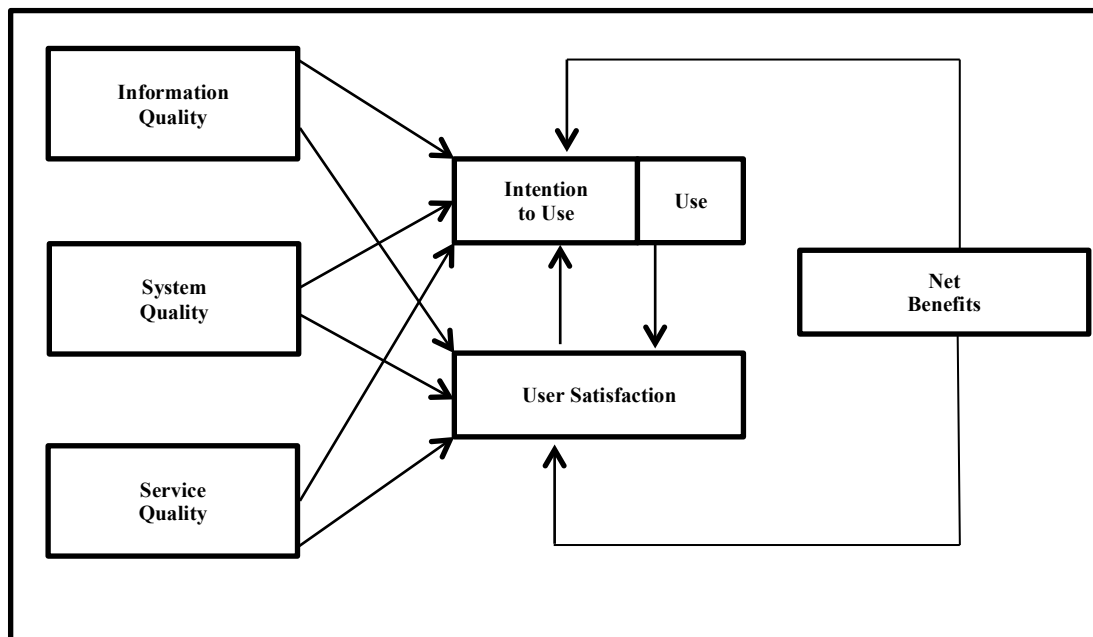 Information
Quality
Intention
to Use
Use
System
Quality
Net
Benefits
User Satisfaction
Service
Quality